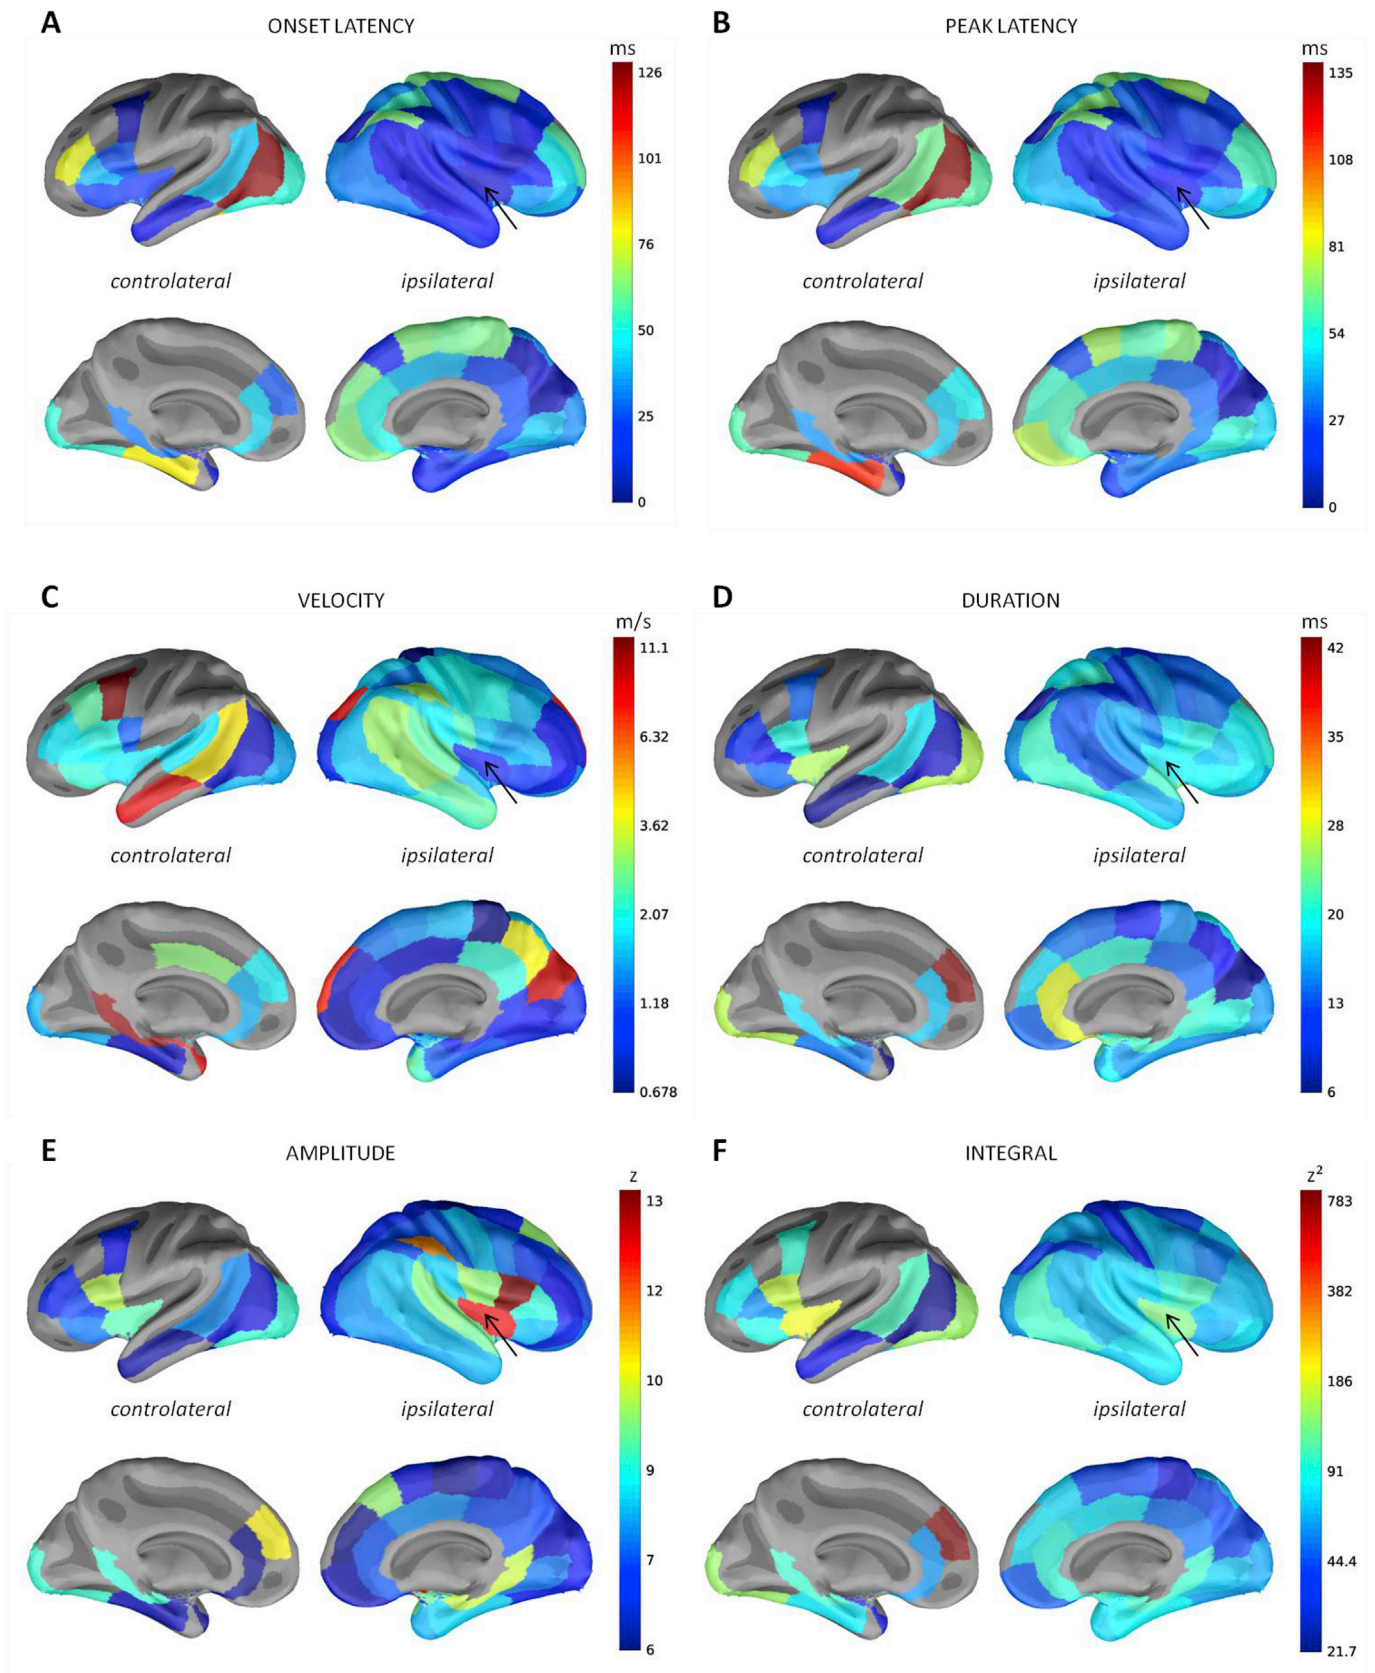 A
ONSET LATENCY
ms
126
101
76
50
25
0
controlateral
ipsilateral
B
PEAK LATENCY
ms
135
108
81
54
27
0
controlateral
ipsilateral
C
VELOCITY
m/s
11.1
6.32
3.62
2.07
1.18
0.678
controlateral
ipsilateral
D
DURATION
ms
42
35
28
20
13
6
controlateral
ipsilateral
E
AMPLITUDE
z
13
12
10
9
7
6
controlateral
ipsilateral
F
INTEGRAL
z²
783
382
186
91
44.4
21.7
controlateral
ipsilateral